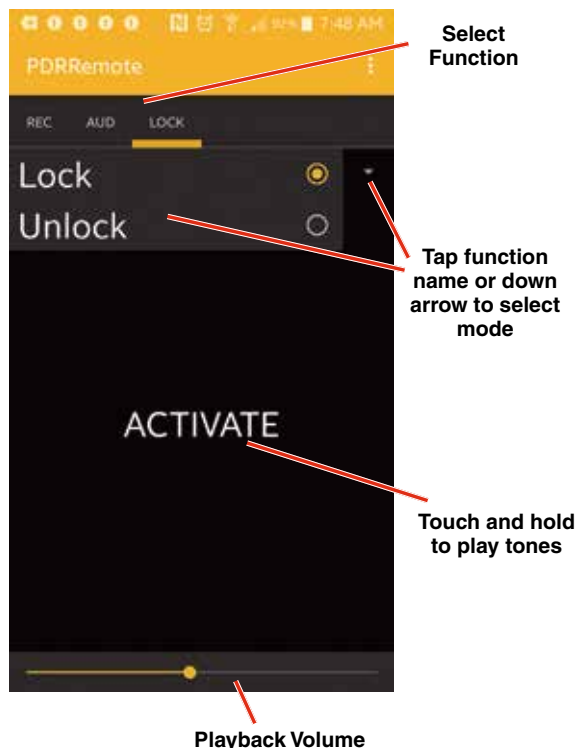 7:48 AM
Select
Function
PDRRemote
REC AUD LOCK
Lock
Unlock
Tap function
name or down
arrow to select
mode
ACTIVATE
Touch and hold
to play tones
Playback Volume